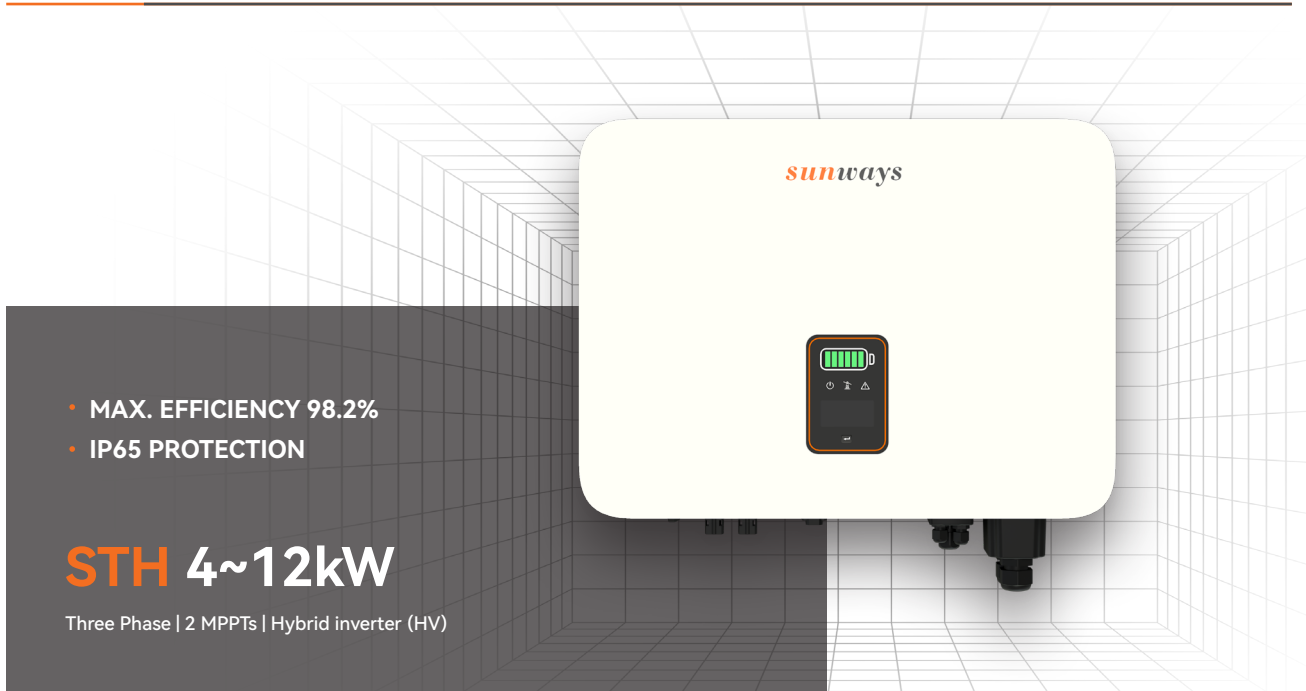 sunways
MAX. EFFICIENCY 98.2%
IP65 PROTECTION
STH 4~12kW
Three Phase | 2 MPPTs | Hybrid inverter (HV)